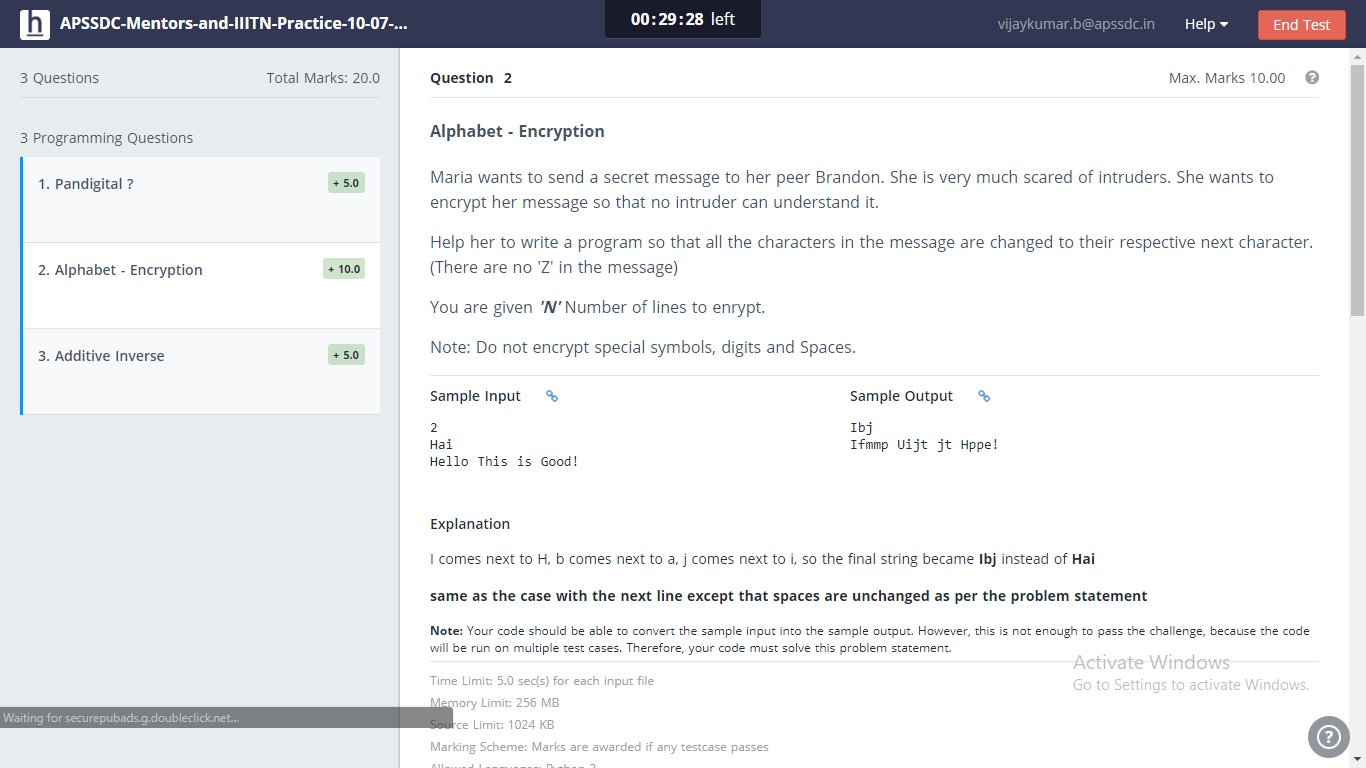 h APSSDC-Mentors-and-IIITN-Practice-10-07-...
00:29:28 left
vijaykumar.b@apssdc.in
Help
End Test
3 Questions
Total Marks: 20.0
3 Programming Questions
1. Pandigital ?
+ 5.0
2. Alphabet - Encryption
+ 10.0
3. Additive Inverse
+ 5.0
Question 2
Max. Marks 10.00
?
Alphabet - Encryption
Maria wants to send a secret message to her peer Brandon. She is very much scared of intruders. She wants to
encrypt her message so that no intruder can understand it.
Help her to write a program so that all the characters in the message are changed to their respective next character.
(There are no 'Z' in the message)
You are given 'N' Number of lines to enrypt.
Note: Do not encrypt special symbols, digits and Spaces.
Sample Input
2
Hai
Hello This is Good!
Sample Output
Ibj
Ifmmp Uijt jt Hppe!
Explanation
I comes next to H, b comes next to a, j comes next to i, so the final string became Ibj instead of Hai
same as the case with the next line except that spaces are unchanged as per the problem statement
Note: Your code should be able to convert the sample input into the sample output. However, this is not enough to pass the challenge, because the code
will be run on multiple test cases. Therefore, your code must solve this problem statement.
Time Limit: 5.0 sec(s) for each input file
Memory Limit: 256 MB
Source Limit: 1024 KB
Marking Scheme: Marks are awarded if any testcase passes
Allowed Languages: Python 3
Activate Windows
Go to Settings to activate Windows.
Waiting for securepubads.g.doubleclick.net...
?